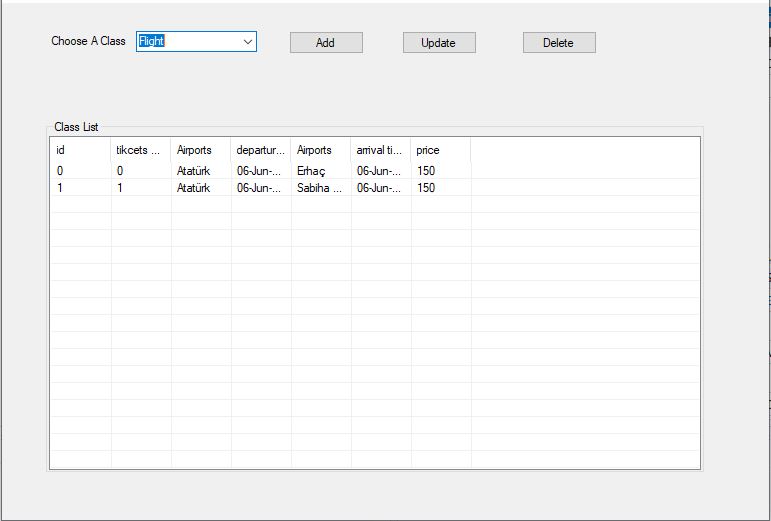 Choose A Class Flight Add Update Delete
Class List
id tikcets ... Airports departur... Airports arrival ti... price
0 0 Atatürk 06-Jun-... Erhaç 06-Jun-... 150
1 1 Atatürk 06-Jun-... Sabiha ... 06-Jun-... 150